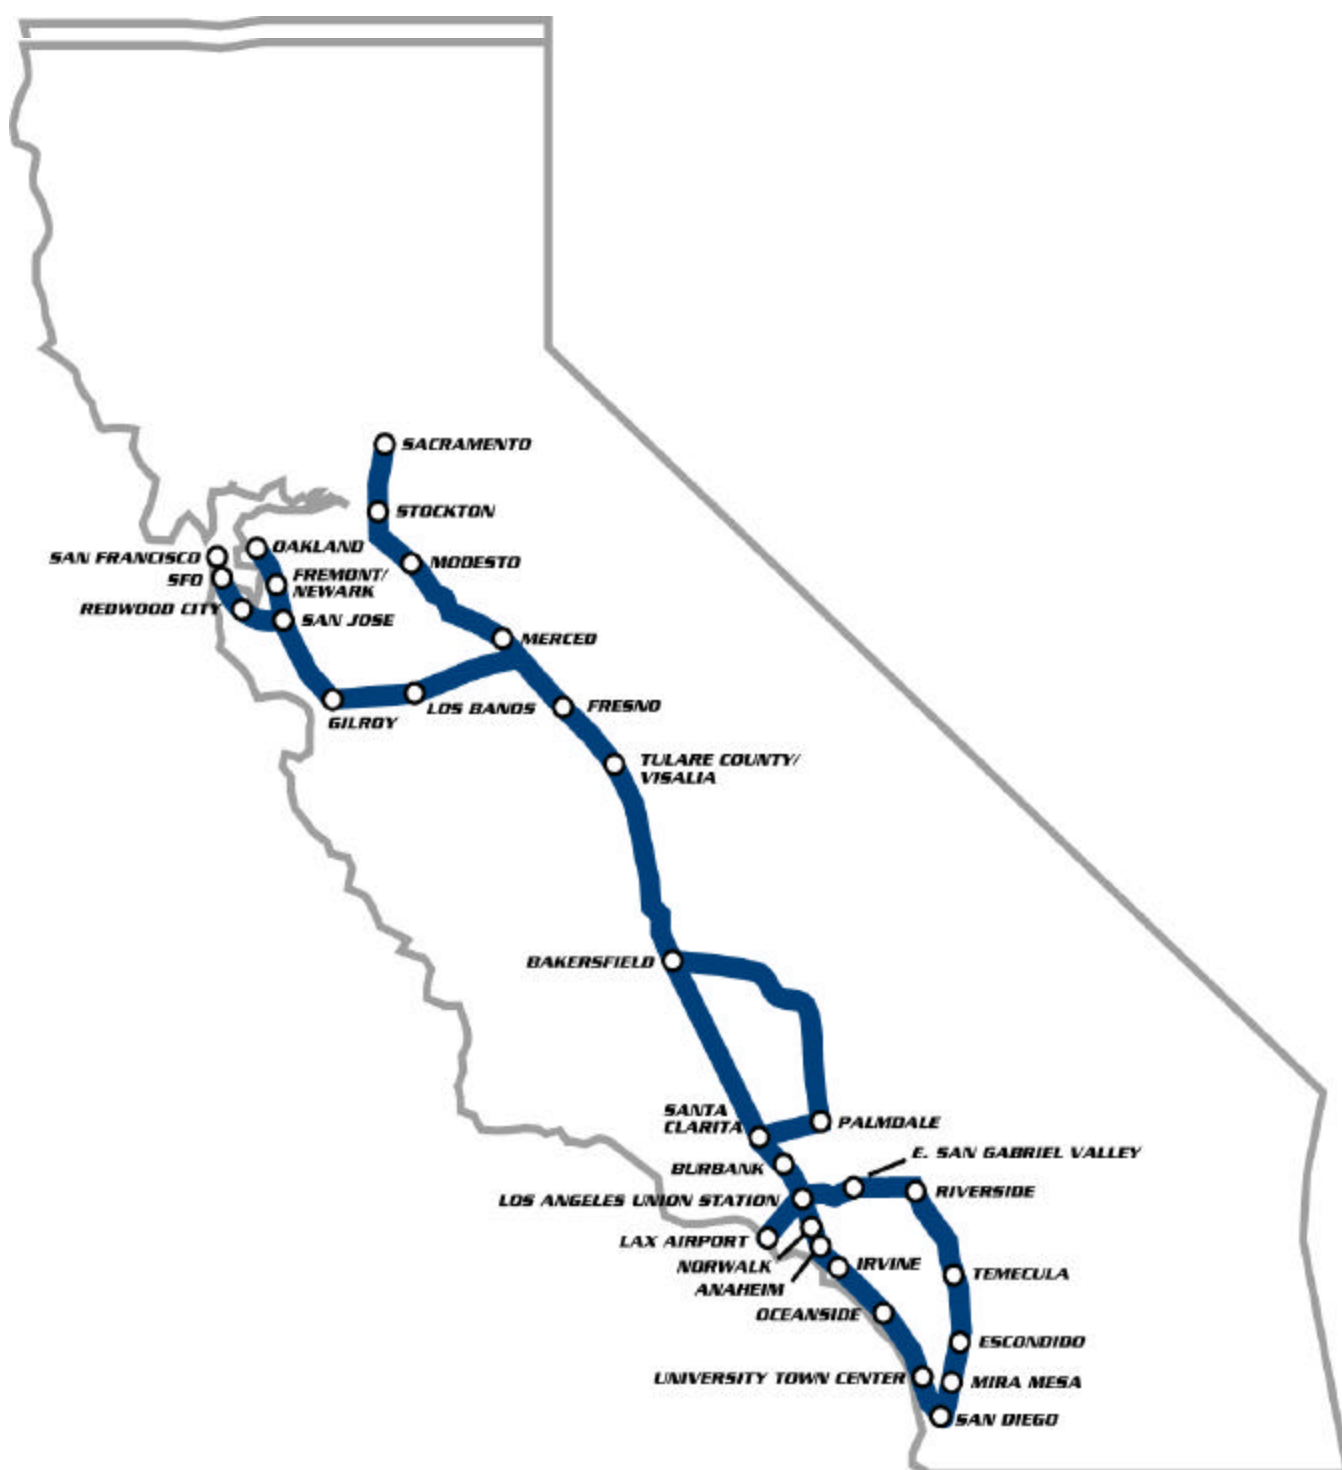 SACRAMENTO
STOCKTON
MODESTO
OAKLAND
SAN FRANCISCO
SFO
FREMONT/
NEWARK
REDWOOD CITY
SAN JOSE
MERCED
LOS BANOS
GILROY
FRESNO
TULARE COUNTY/
VISALIA
BAKERSFIELD
SANTA
CLARITA
PALMDALE
E. SAN GABRIEL VALLEY
BURBANK
RIVERSIDE
LOS ANGELES UNION STATION
LAX AIRPORT
NORWALK
IRVINE
ANAHEIM
TEMECULA
OCEANSIDE
ESCONDIDO
UNIVERSITY TOWN CENTER
MIRA MESA
SAN DIEGO